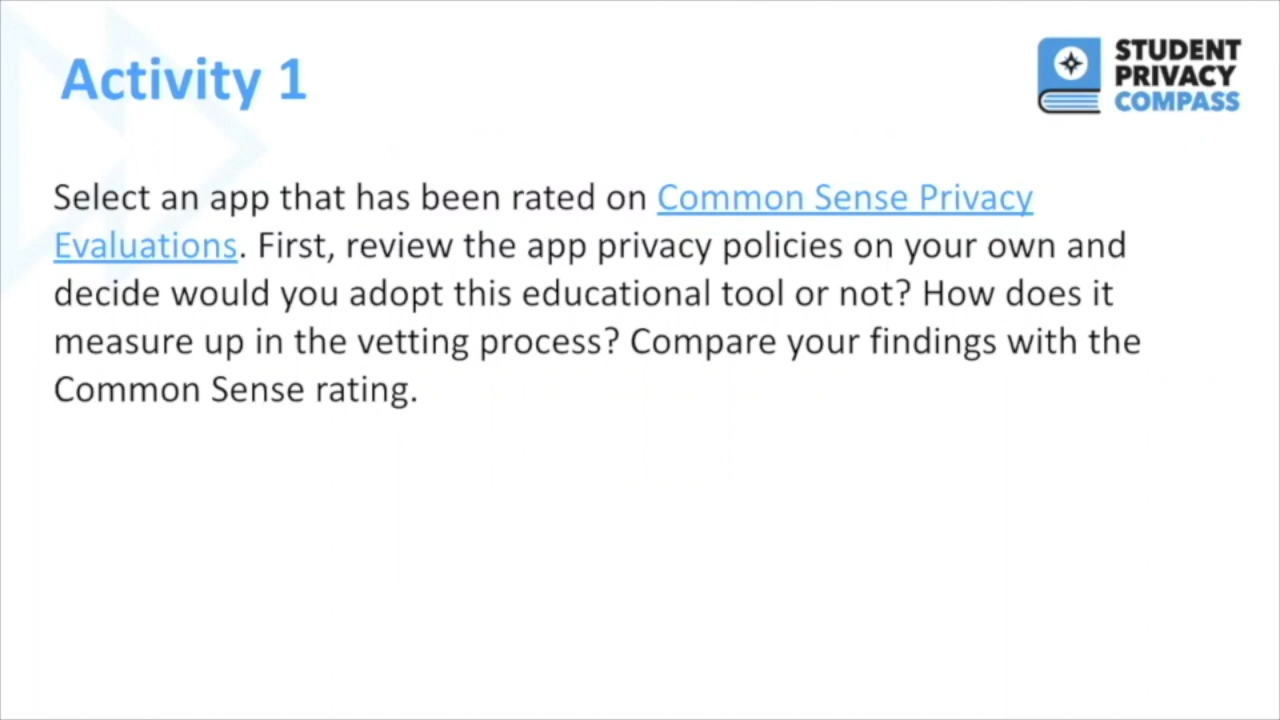 Activity 1
STUDENT
PRIVACY
COMPASS
Select an app that has been rated on Common Sense Privacy
Evaluations. First, review the app privacy policies on your own and
decide would you adopt this educational tool or not? How does it
measure up in the vetting process? Compare your findings with the
Common Sense rating.